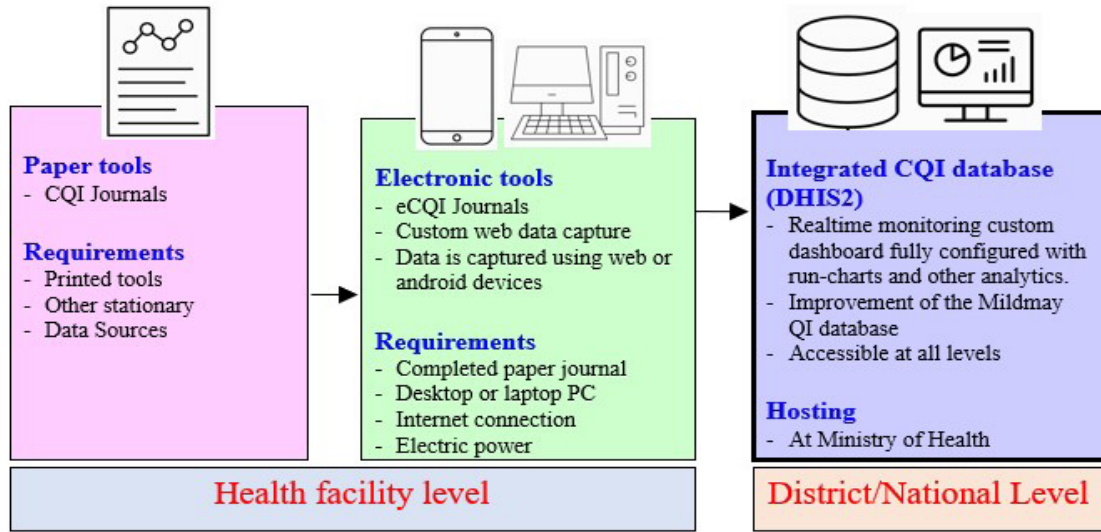 Paper tools
- CQI Journals
Requirements
- Printed tools
- Other stationary
- Data Sources
Electronic tools
- eCQI Journals
- Custom web data capture
- Data is captured using web or
android devices
Requirements
- Completed paper journal
- Desktop or laptop PC
- Internet connection
- Electric power
Integrated CQI database
(DHIS2)
- Realtime monitoring custom
dashboard fully configured with
run-charts and other analytics.
- Improvement of the Mildmay
QI database
- Accessible at all levels
Hosting
- At Ministry of Health
Health facility level
District/National Level